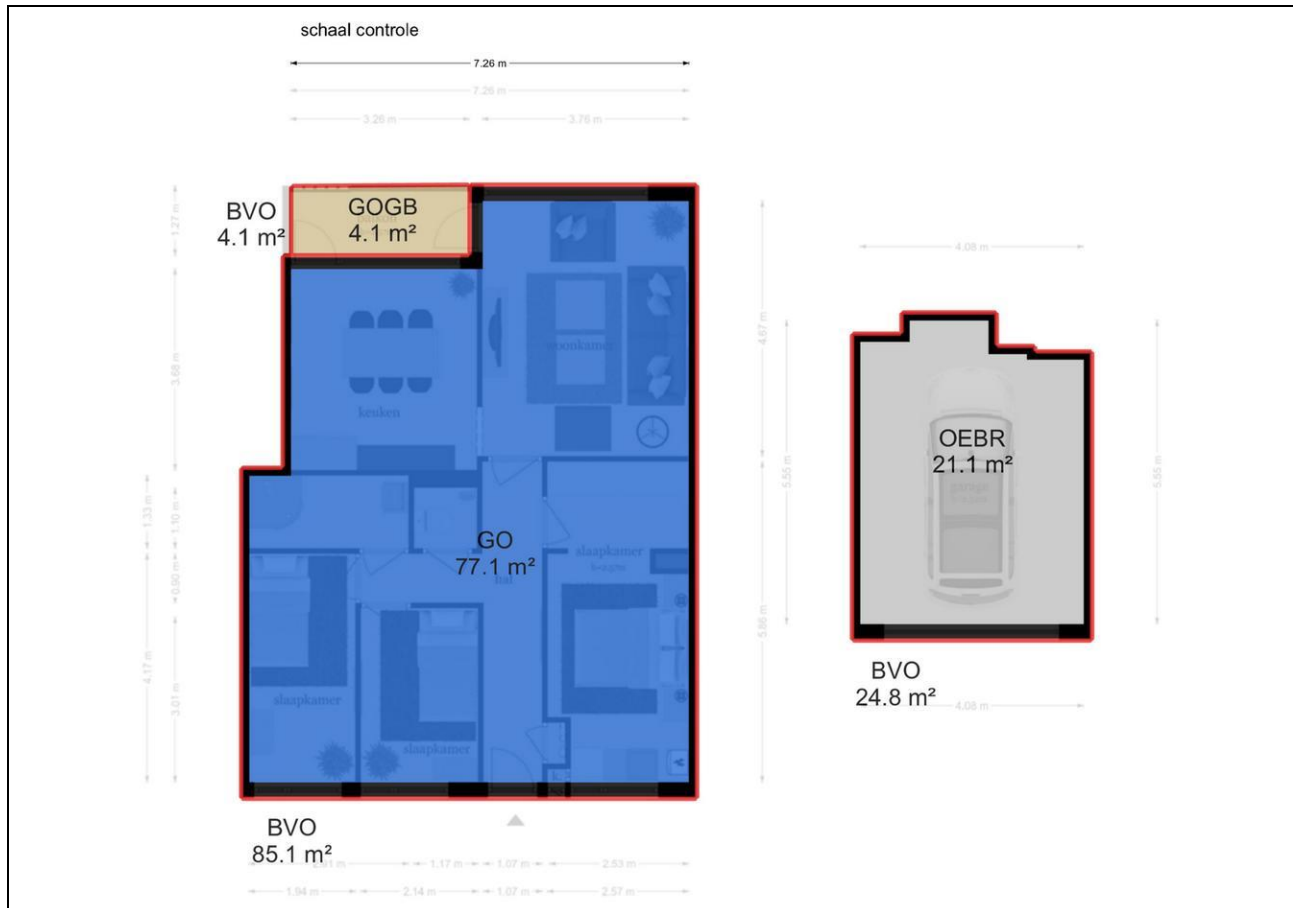 schaal controle
7.26 m
7.26 m
3.26 m
3.76 m
BVO
4.1 m²
GOGB
4.1 m²
balkon
1.27 m
3.68 m
1.33 m
1.10 m
0.90 m
4.17 m
3.01 m
woonkamer
keuken
GO
77.1 m²
hal
slaapkamer
slaapkamer
slaapkamer
4.67 m
5.86 m
BVO
85.1 m²
2.91 m
1.17 m
1.07 m
2.53 m
1.94 m
2.14 m
1.07 m
2.57 m
4.08 m
5.55 m
5.55 m
OEBR
21.1 m²
garage
BVO
24.8 m²
4.08 m